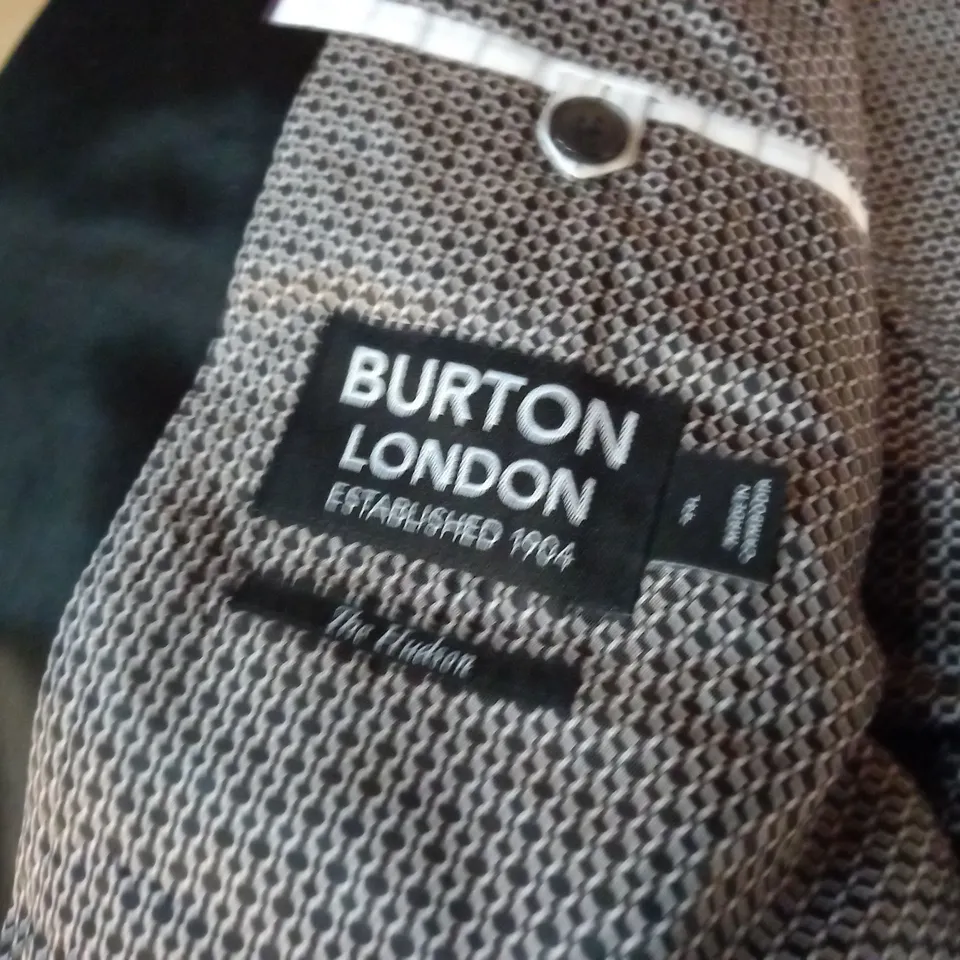 BURTON
LONDON
ESTABLISHED 1904
The Hudson